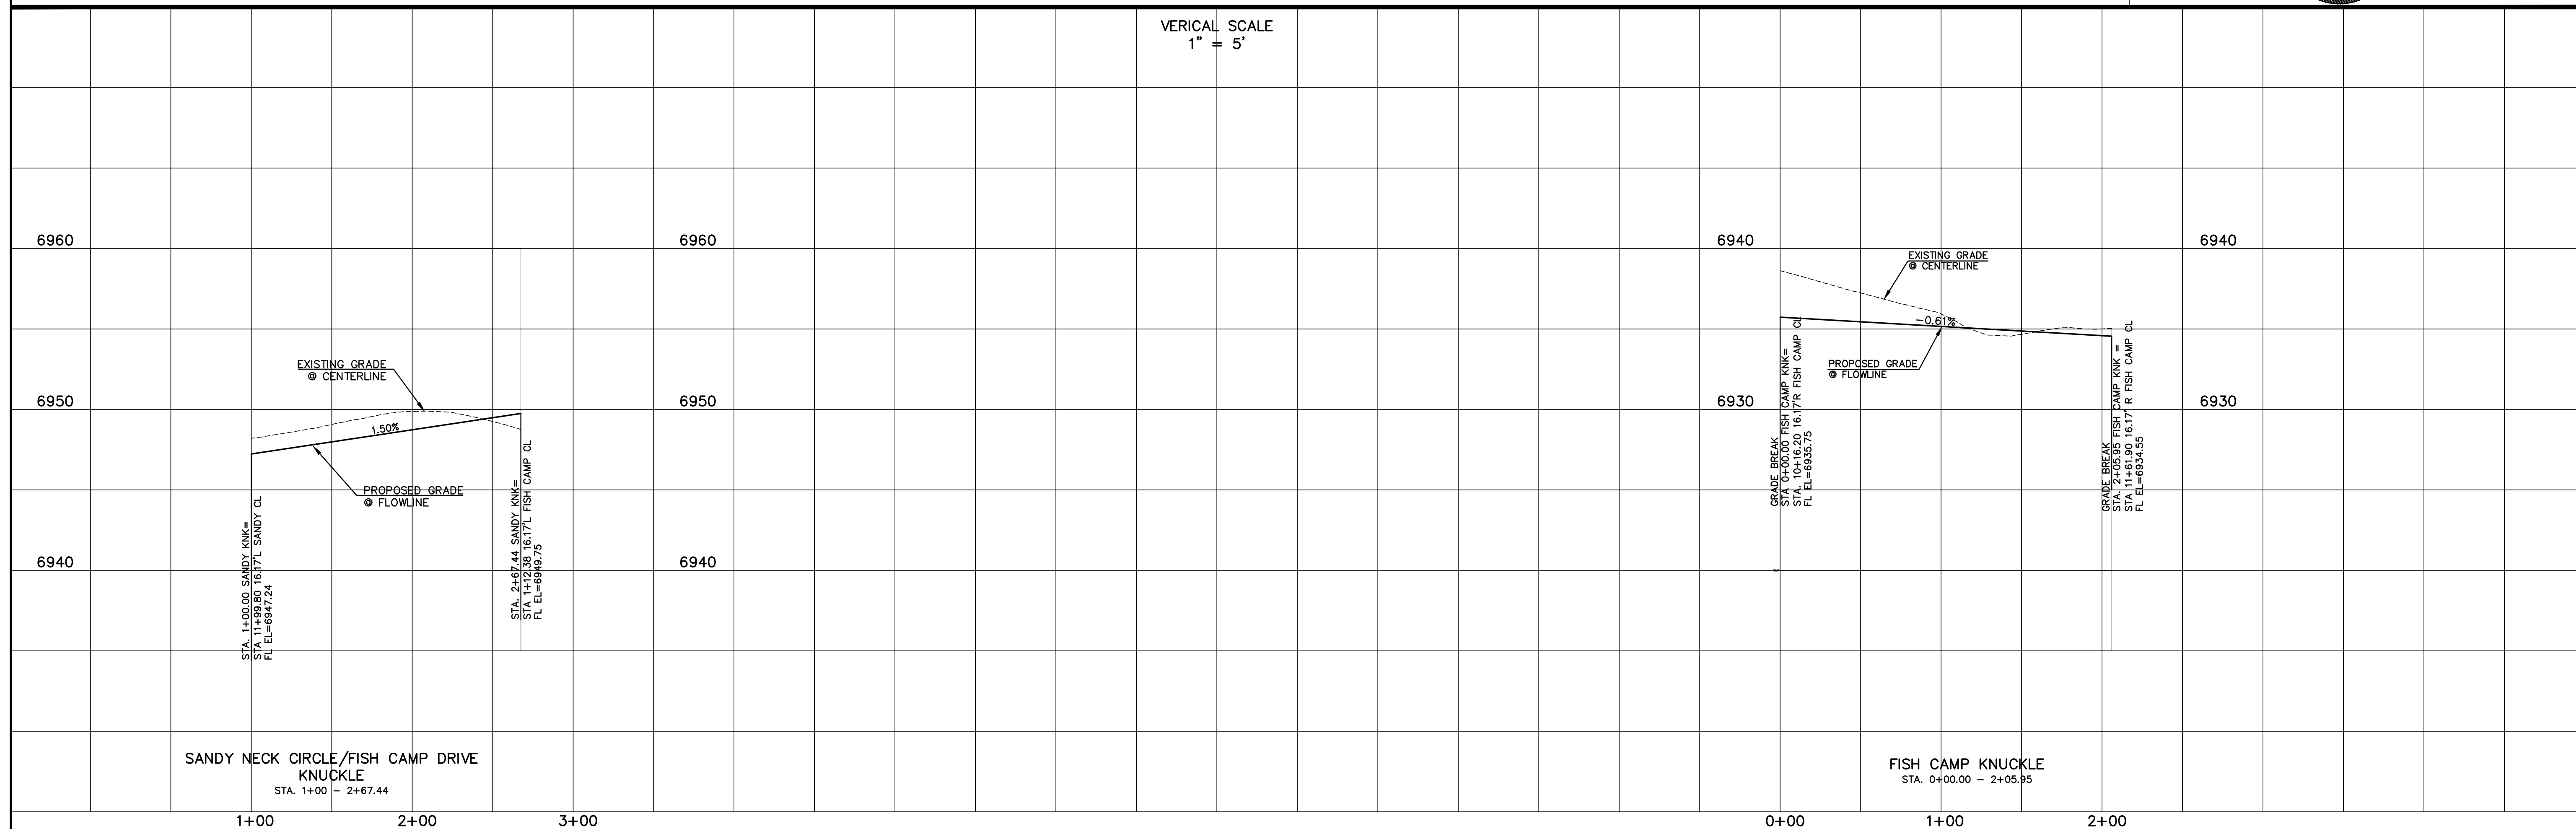 VERICAL SCALE
1" = 5'
6960
6960
6950
6950
6940
6940
EXISTING GRADE
@ CENTERLINE
1.50%
PROPOSED GRADE
@ FLOWLINE
STA. 1+00.00 SANDY KNK=
STA 11+99.80 16.17'L SANDY CL
FL EL=6947.24
STA. 2+67.44 SANDY KNK=
STA 1+12.38 16.17'L FISH CAMP CL
FL EL=6949.75
SANDY NECK CIRCLE/FISH CAMP DRIVE
KNUCKLE
STA. 1+00 - 2+67.44
1+00
2+00
3+00
6940
6940
6930
6930
EXISTING GRADE
@ CENTERLINE
-0.61%
PROPOSED GRADE
@ FLOWLINE
GRADE BREAK
STA 0+00.00 FISH CAMP KNK=
STA. 10+16.20 16.17'R FISH CAMP CL
FL EL=6935.75
GRADE BREAK
STA. 2+05.95 FISH CAMP KNK =
STA 11+61.90 16.17' R FISH CAMP CL
FL EL=6934.55
FISH CAMP KNUCKLE
STA. 0+00.00 - 2+05.95
0+00
1+00
2+00